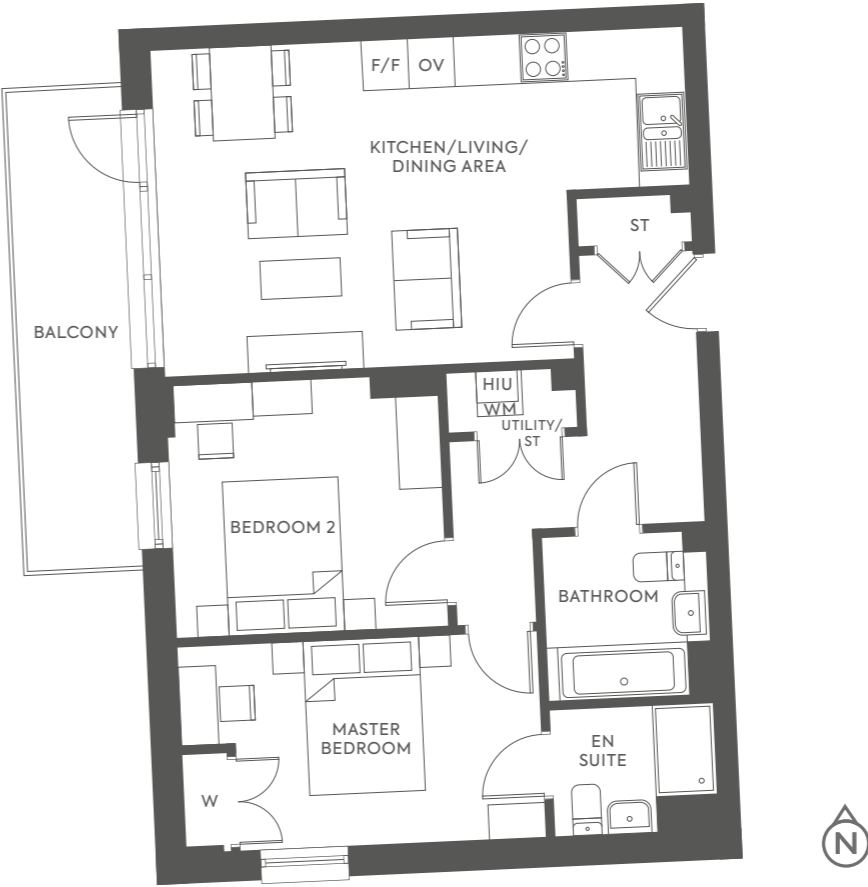 F/F OV
KITCHEN/LIVING/
DINING AREA
ST
BALCONY
HIU
WM
UTILITY/
ST
BEDROOM 2
BATHROOM
MASTER
BEDROOM
EN
SUITE
W
N